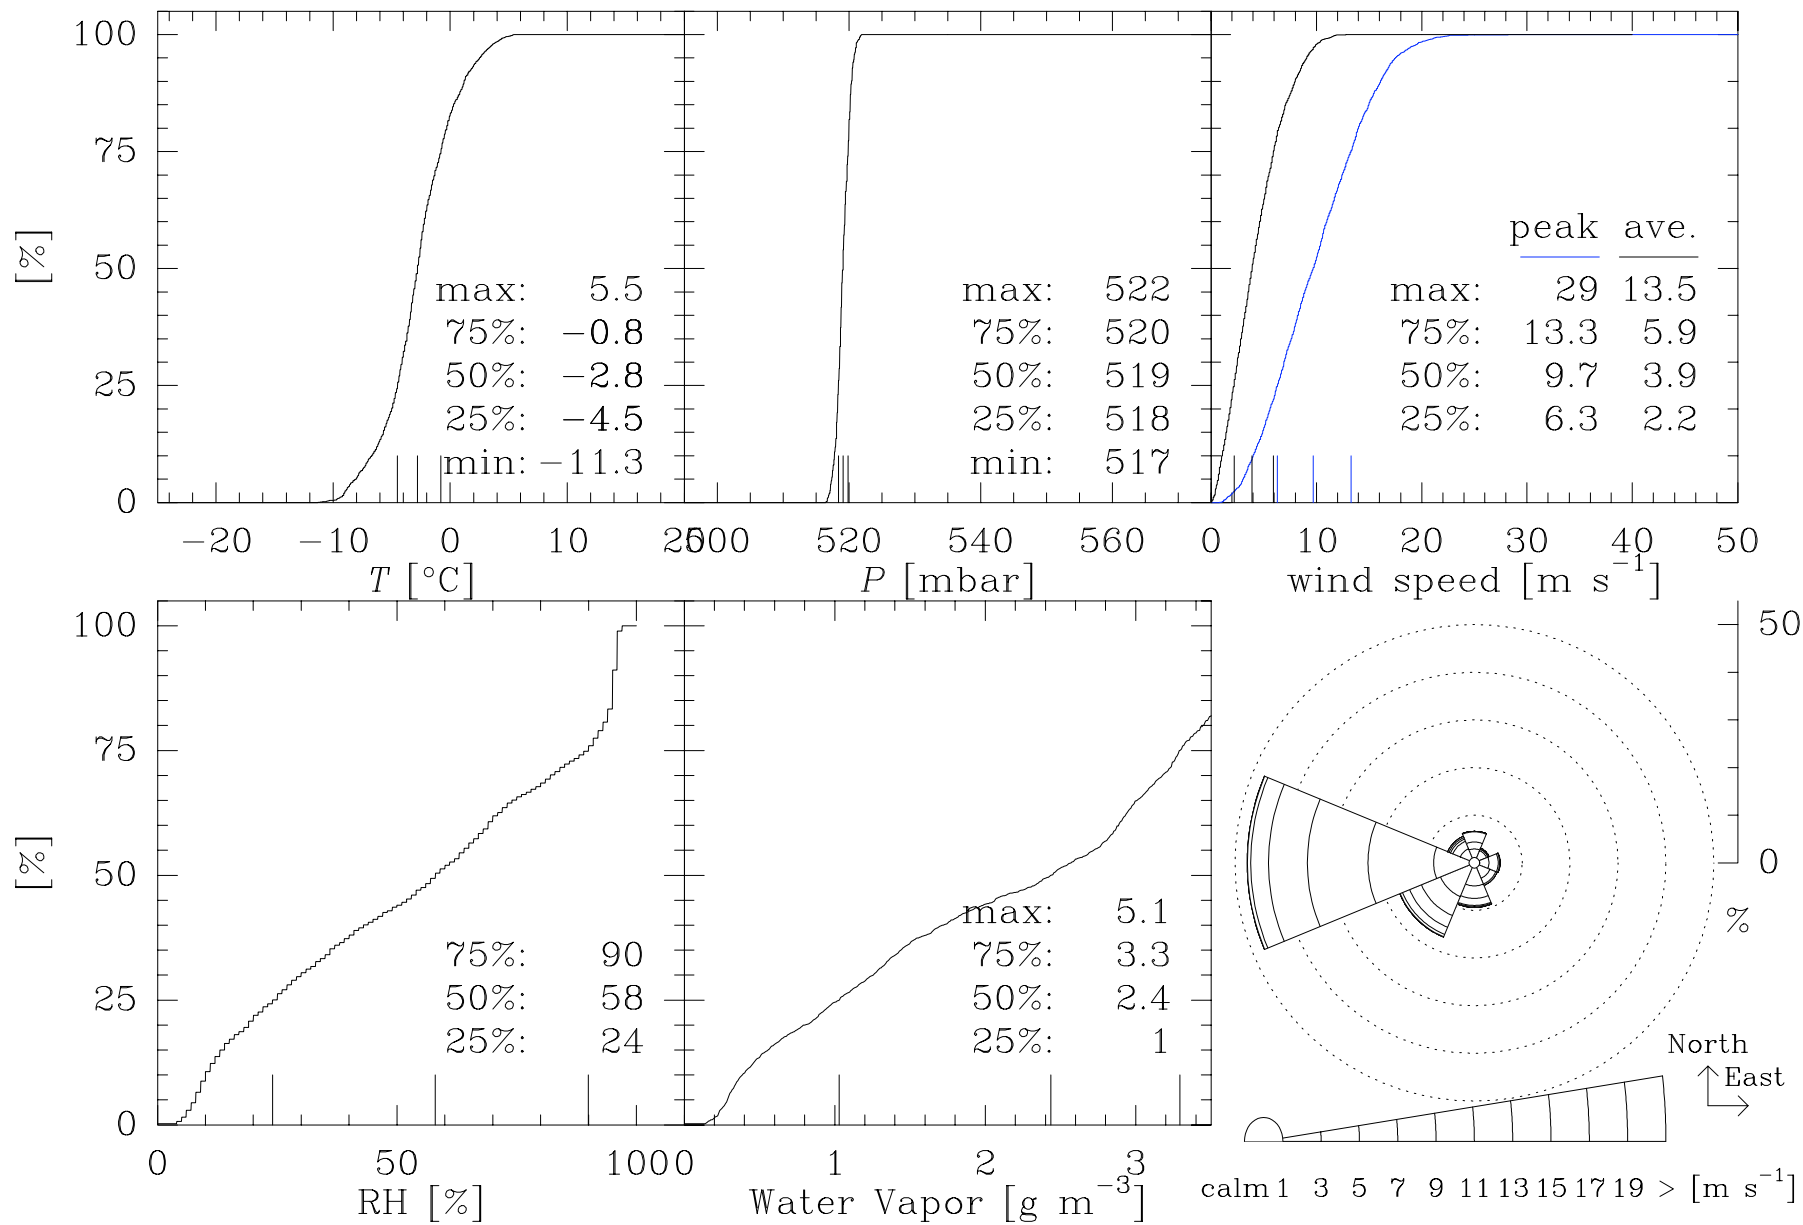 100
75
50
25
0
[%]
max: 5.5
75%: −0.8
50%: −2.8
25%: −4.5
min: −11.3
−20 −10 0 10 20
T [°C]
max: 522
75%: 520
50%: 519
25%: 518
min: 517
500 520 540 560
P [mbar]
peak ave.
max: 29 13.5
75%: 13.3 5.9
50%: 9.7 3.9
25%: 6.3 2.2
0 10 20 30 40 50
wind speed [m s−1]
100
75
50
25
0
[%]
75%: 90
50%: 58
25%: 24
0 50 100
RH [%]
max: 5.1
75%: 3.3
50%: 2.4
25%: 1
0 1 2 3
Water Vapor [g m−3]
50
0
%
North
East
calm 1 3 5 7 9 11 13 15 17 19 > [m s−1]